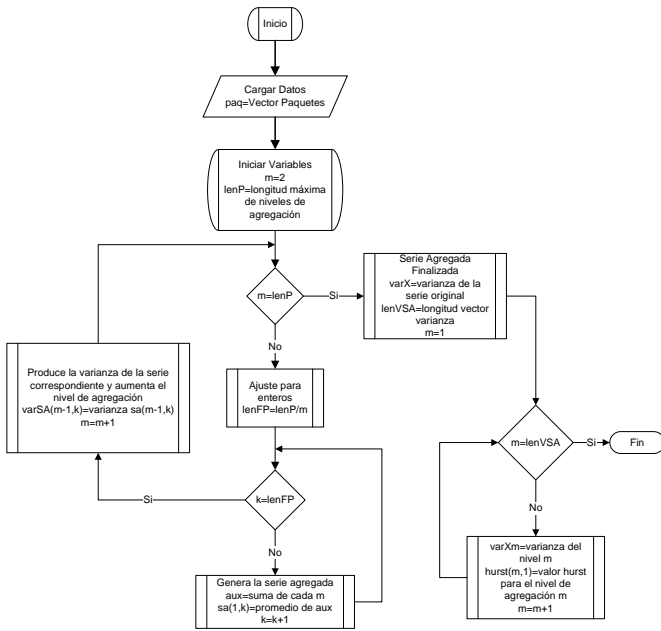 Inicio
Cargar Datos
paq=Vector Paquetes
Iniciar Variables
m=2
lenP=longitud máxima
de niveles de
agregación
m=lenP
Si
Serie Agregada
Finalizada
varX=varianza de la
serie original
lenVSA=longitud vector
varianza
m=1
No
Produce la varianza de la serie
correspondiente y aumenta el
nivel de agregación
varSA(m-1,k)=varianza sa(m-1,k)
m=m+1
Ajuste para
enteros
lenFP=lenP/m
m=lenVSA
Si
Fin
k=lenFP
Si
No
No
Genera la serie agregada
aux=suma de cada m
sa(1,k)=promedio de aux
k=k+1
varXm=varianza del
nivel m
hurst(m,1)=valor hurst
para el nivel de
agregación m
m=m+1